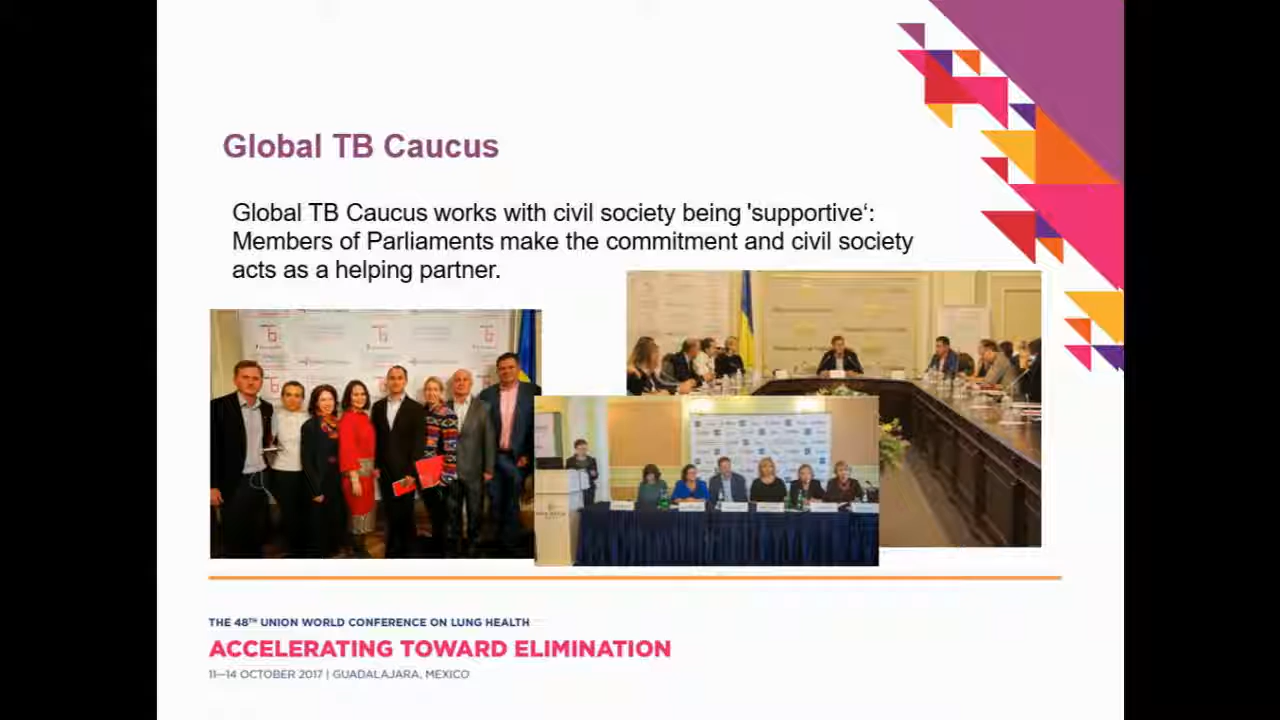 Global TB Caucus
Global TB Caucus works with civil society being 'supportive‘:
Members of Parliaments make the commitment and civil society
acts as a helping partner.
THE 48TH UNION WORLD CONFERENCE ON LUNG HEALTH
ACCELERATING TOWARD ELIMINATION
11—14 OCTOBER 2017 | GUADALAJARA, MEXICO